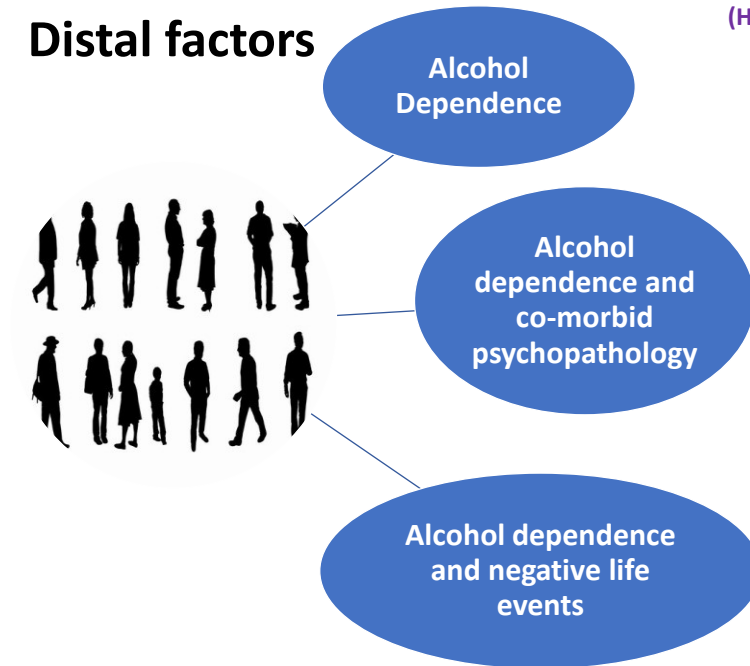 Distal factors
(H
Alcohol
Dependence
Alcohol
dependence and
co-morbid
psychopathology
Alcohol dependence
and negative life
events